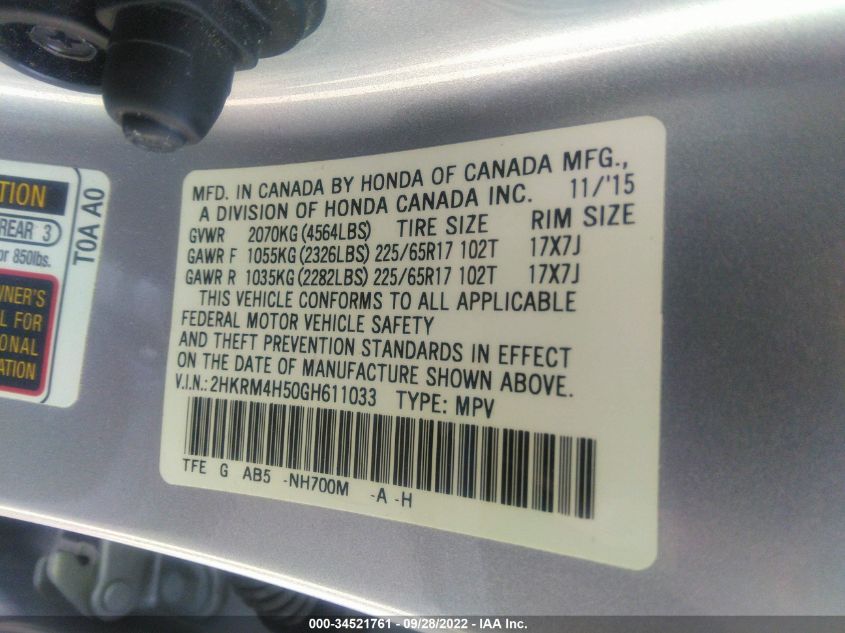 MFD. IN CANADA BY HONDA OF CANADA MFG.,
A DIVISION OF HONDA CANADA INC. 11/'15
GVWR 2070KG (4564LBS) TIRE SIZE RIM SIZE
GAWR F 1055KG (2326LBS) 225/65R17 102T 17X7J
GAWR R 1035KG (2282LBS) 225/65R17 102T 17X7J
THIS VEHICLE CONFORMS TO ALL APPLICABLE
FEDERAL MOTOR VEHICLE SAFETY
AND THEFT PREVENTION STANDARDS IN EFFECT
ON THE DATE OF MANUFACTURE SHOWN ABOVE.
V.I.N.: 2HKRM4H50GH611033 TYPE: MPV
TFE G AB5 -NH700M -A -H
TION
REAR 3
or 850lbs.
WNER'S
L FOR
ONAL
ATION
T0A A0
000-34521761 - 09/28/2022 - IAA Inc.